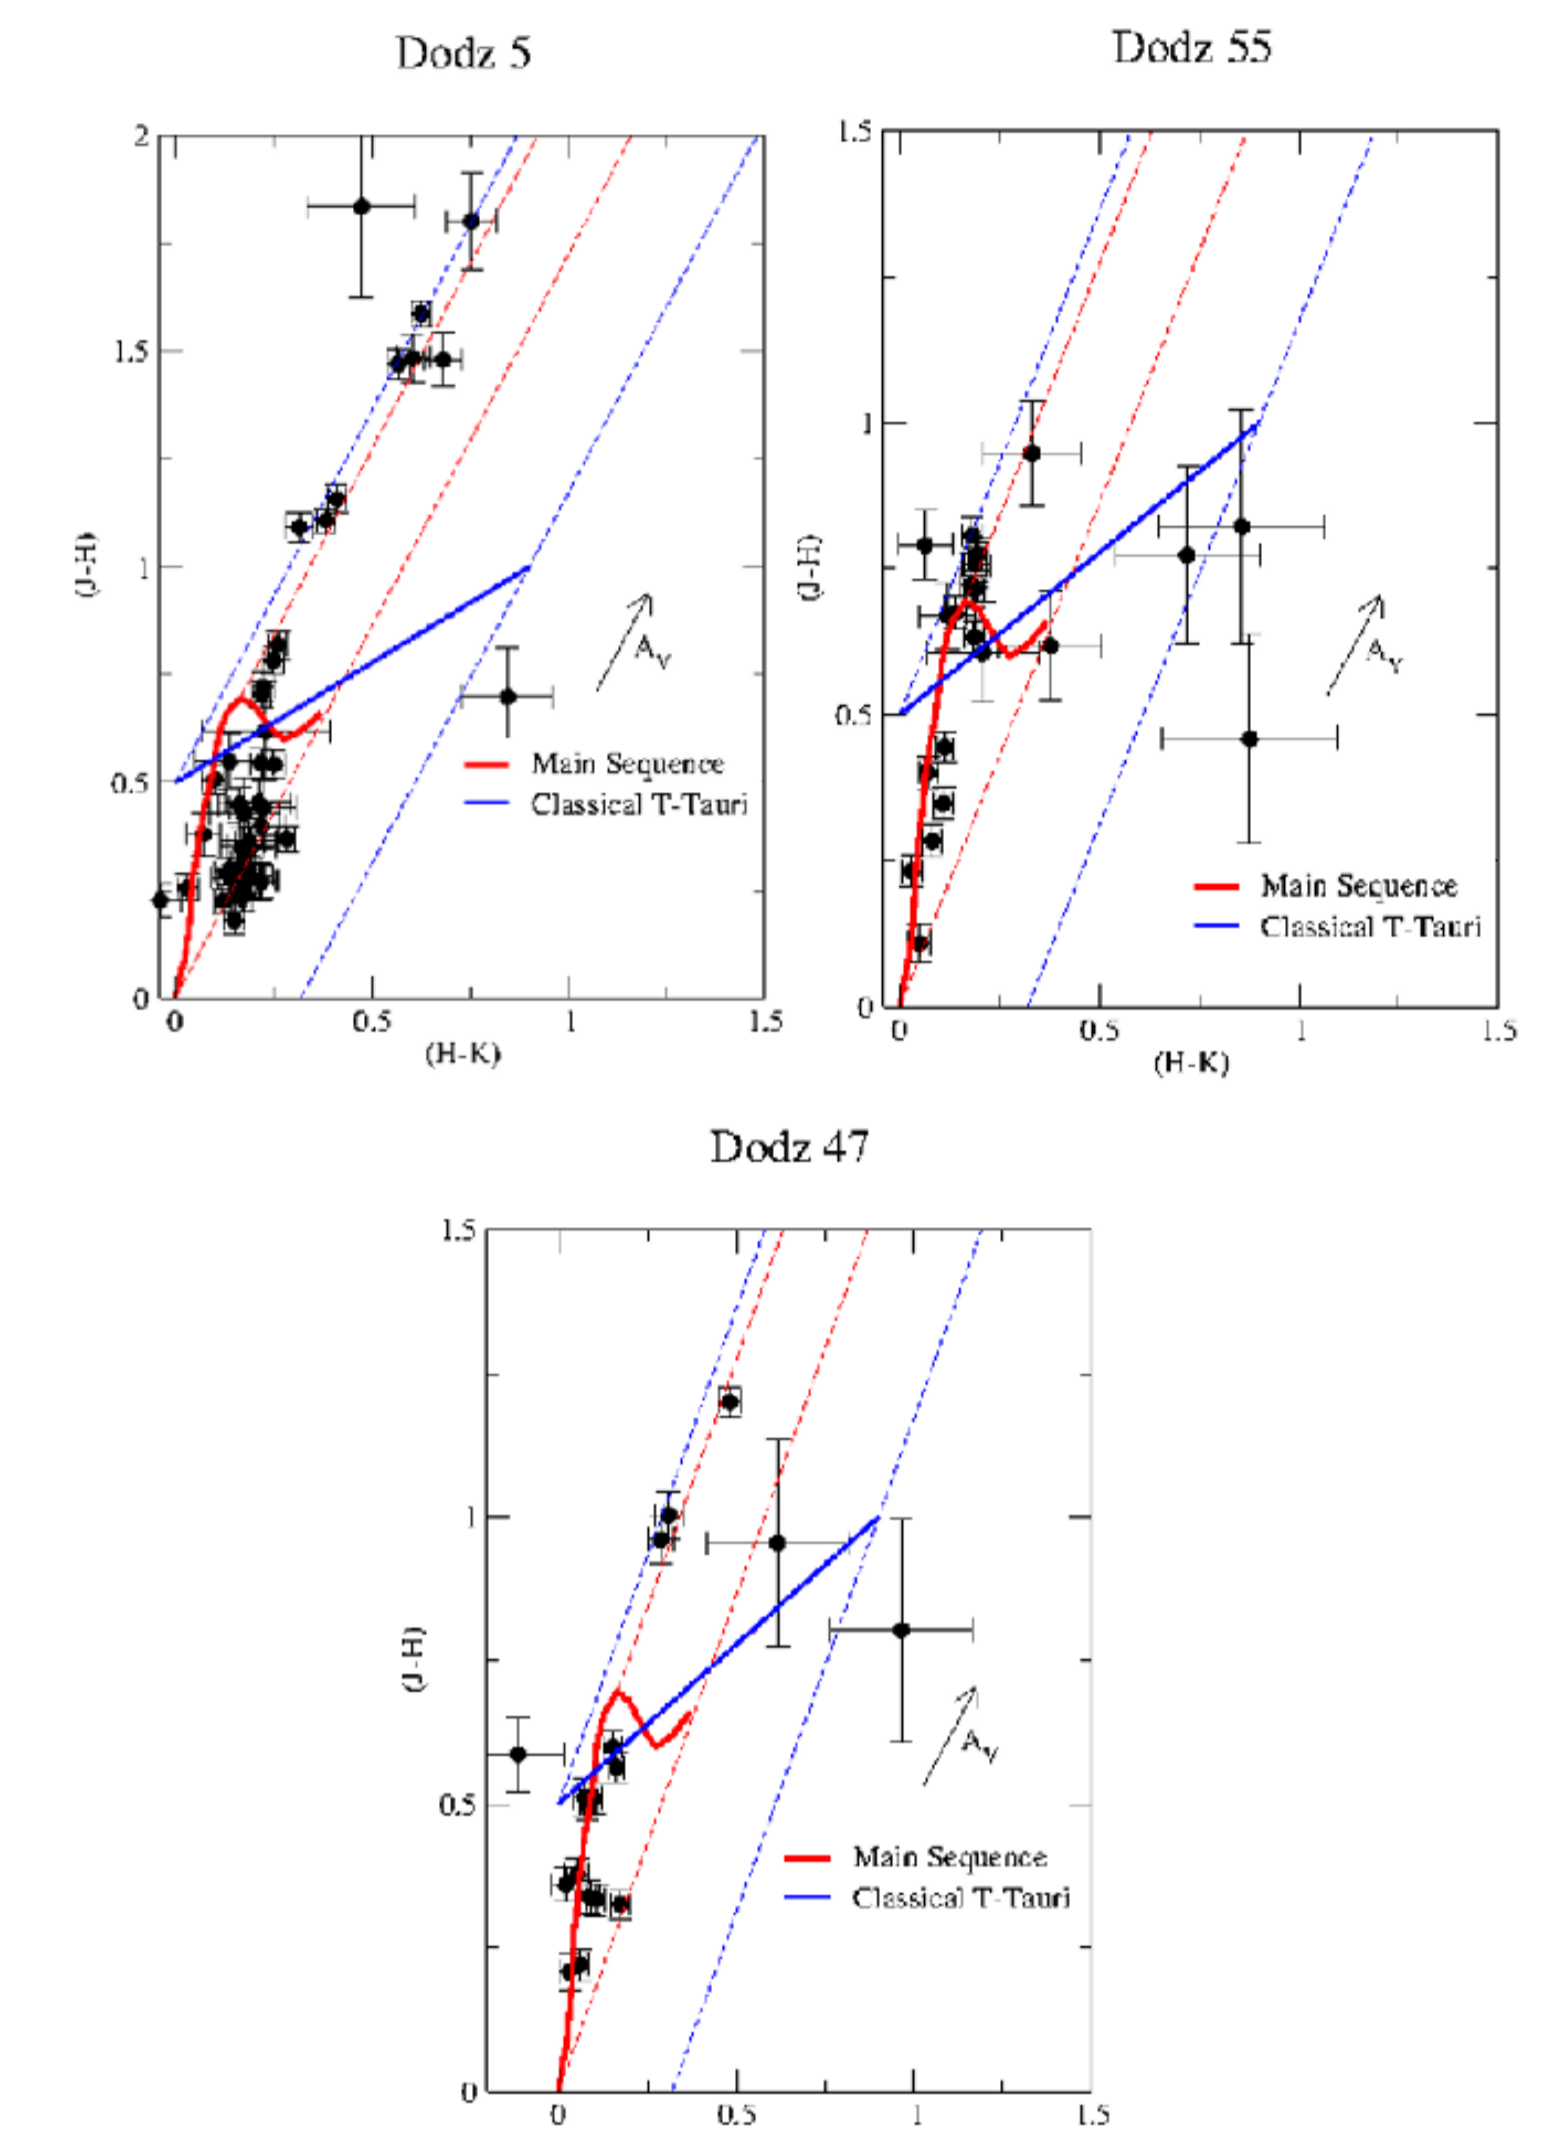 Dodz 5
2
1.5
1
0.5
0
0
0.5
1
1.5
(J-H)
(H-K)
A_V
Main Sequence
Classical T-Tauri
Dodz 55
1.5
1
0.5
0
0
0.5
1
1.5
(J-H)
(H-K)
A_V
Main Sequence
Classical T-Tauri
Dodz 47
1.5
1
0.5
0
0
0.5
1
1.5
(J-H)
A_V
Main Sequence
Classical T-Tauri